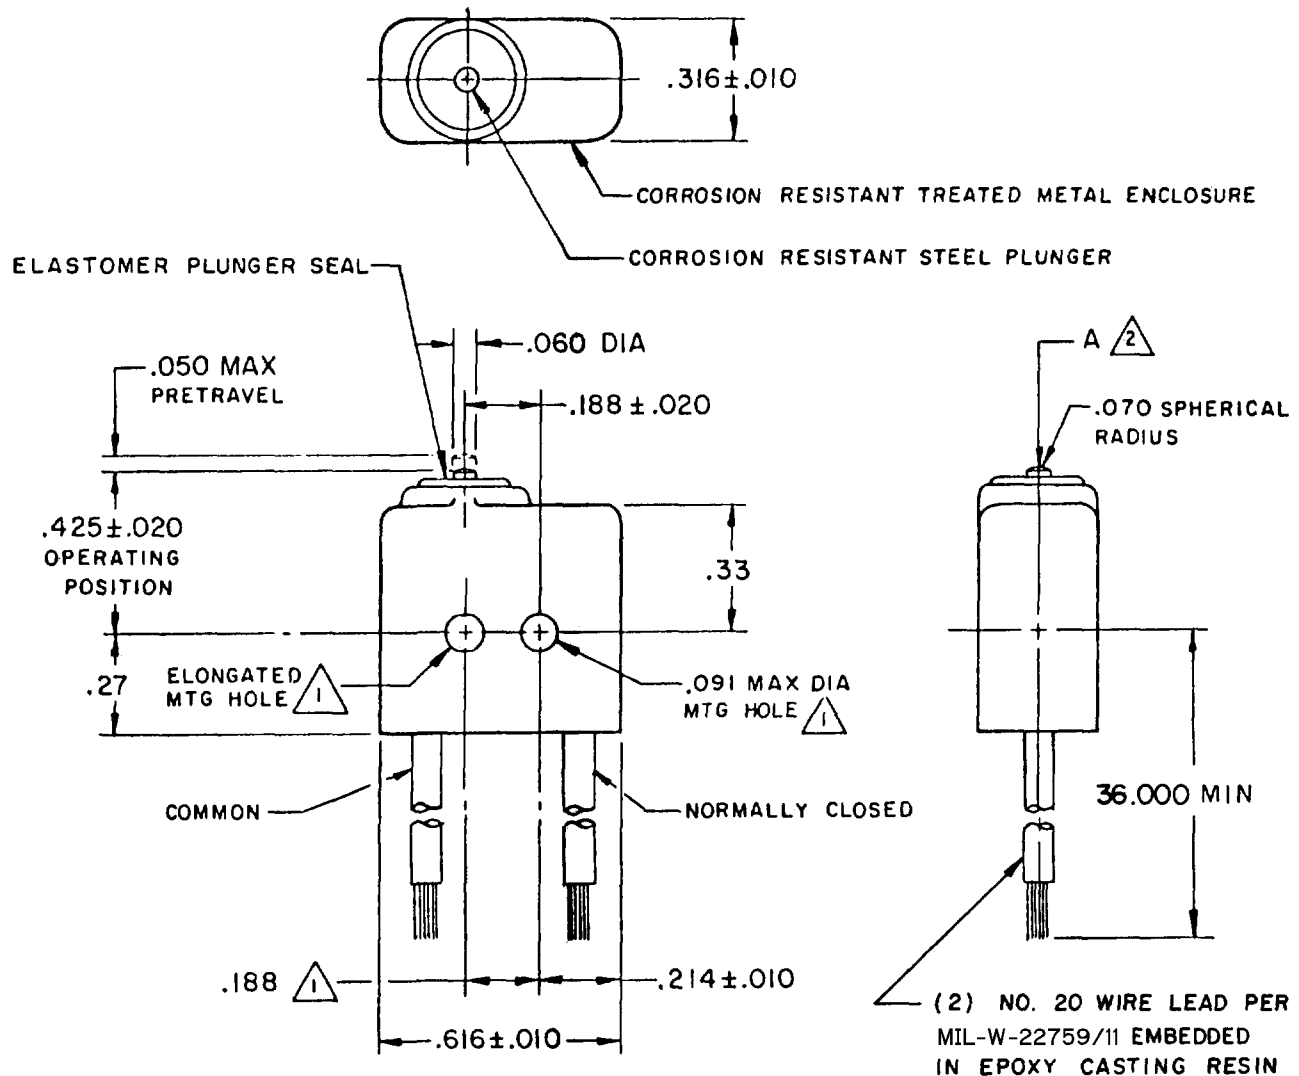 .316±.010
CORROSION RESISTANT TREATED METAL ENCLOSURE
CORROSION RESISTANT STEEL PLUNGER
ELASTOMER PLUNGER SEAL
.060 DIA
A 2
.050 MAX
PRETRAVEL
.188±.020
.070 SPHERICAL
RADIUS
.425±.020
OPERATING
POSITION
.33
.27
ELONGATED
MTG HOLE 1
.091 MAX DIA
MTG HOLE 1
COMMON
NORMALLY CLOSED
36.000 MIN
.188 1
.214±.010
.616±.010
(2) NO. 20 WIRE LEAD PER
MIL-W-22759/11 EMBEDDED
IN EPOXY CASTING RESIN